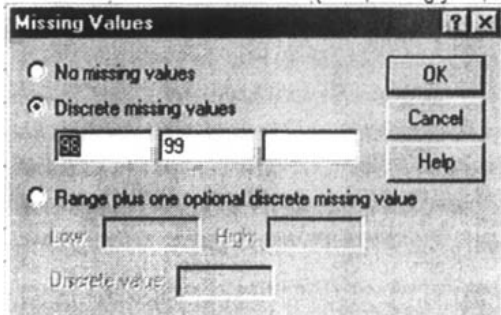 Missing Values
No missing values
OK
Discrete missing values
Cancel
98 99
Help
Range plus one optional discrete missing value
Low: High:
Discrete value: